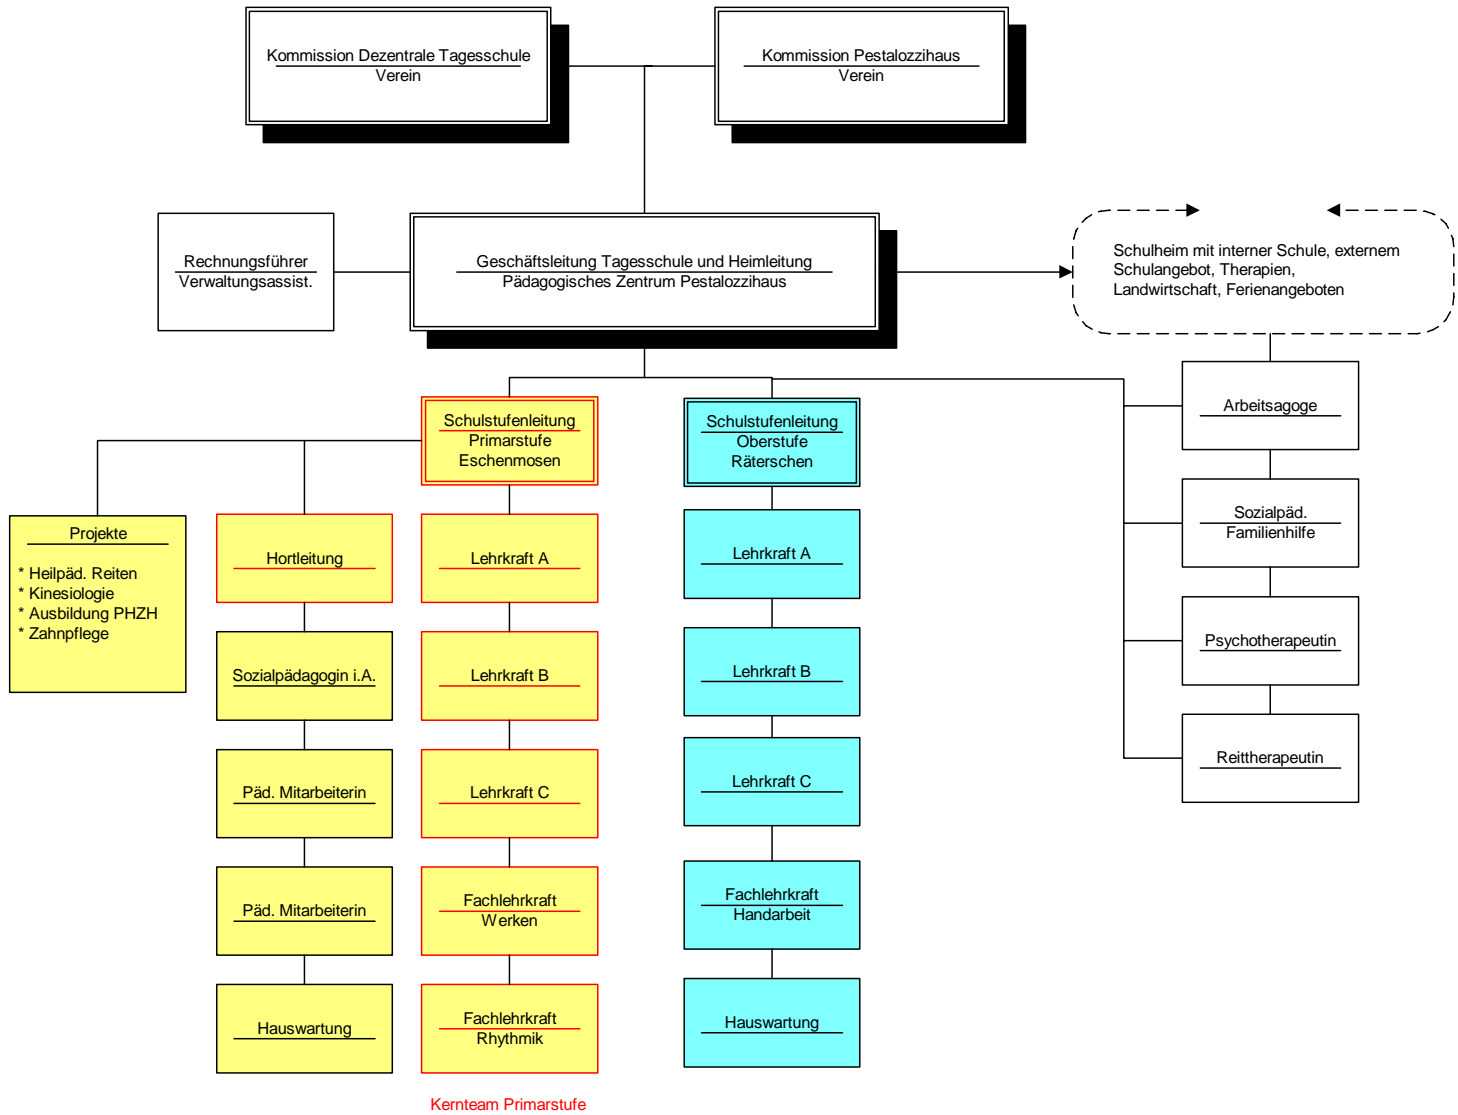 Kommission Dezentrale Tagesschule
Verein
Kommission Pestalozzihaus
Verein
Rechnungsführer
Verwaltungsassist.
Geschäftsleitung Tagesschule und Heimleitung
Pädagogisches Zentrum Pestalozzihaus
Schulheim mit interner Schule, externem
Schulangebot, Therapien,
Landwirtschaft, Ferienangeboten
Schulstufenleitung
Primarstufe
Eschenmosen
Schulstufenleitung
Oberstufe
Räterschen
Arbeitsagoge
Sozialpäd.
Familienhilfe
Psychotherapeutin
Reittherapeutin
Projekte
* Heilpäd. Reiten
* Kinesiologie
* Ausbildung PHZH
* Zahnpflege
Hortleitung
Sozialpädagogin i.A.
Päd. Mitarbeiterin
Päd. Mitarbeiterin
Hauswartung
Lehrkraft A
Lehrkraft B
Lehrkraft C
Fachlehrkraft
Werken
Fachlehrkraft
Rhythmik
Kernteam Primarstufe
Lehrkraft A
Lehrkraft B
Lehrkraft C
Fachlehrkraft
Handarbeit
Hauswartung